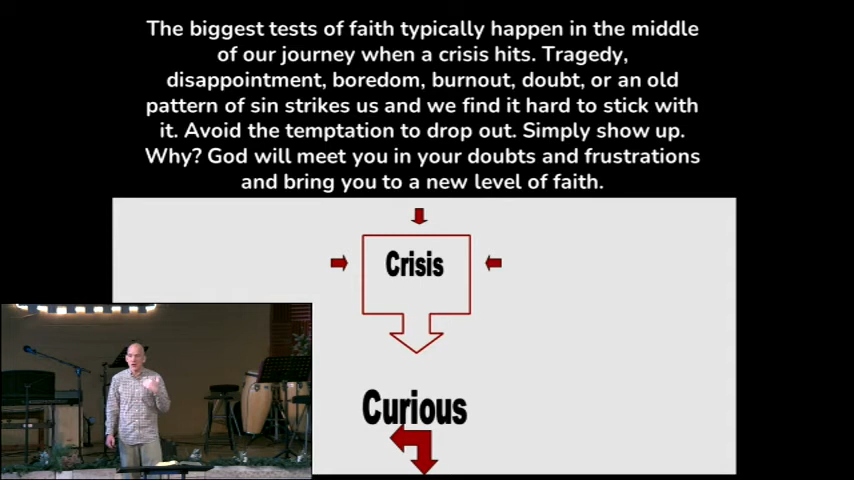 The biggest tests of faith typically happen in the middle
of our journey when a crisis hits. Tragedy,
disappointment, boredom, burnout, doubt, or an old
pattern of sin strikes us and we find it hard to stick with
it. Avoid the temptation to drop out. Simply show up.
Why? God will meet you in your doubts and frustrations
and bring you to a new level of faith.
Crisis
Curious